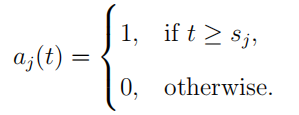 a_j(t) = { 1, if t ≥ s_j,
0, otherwise.